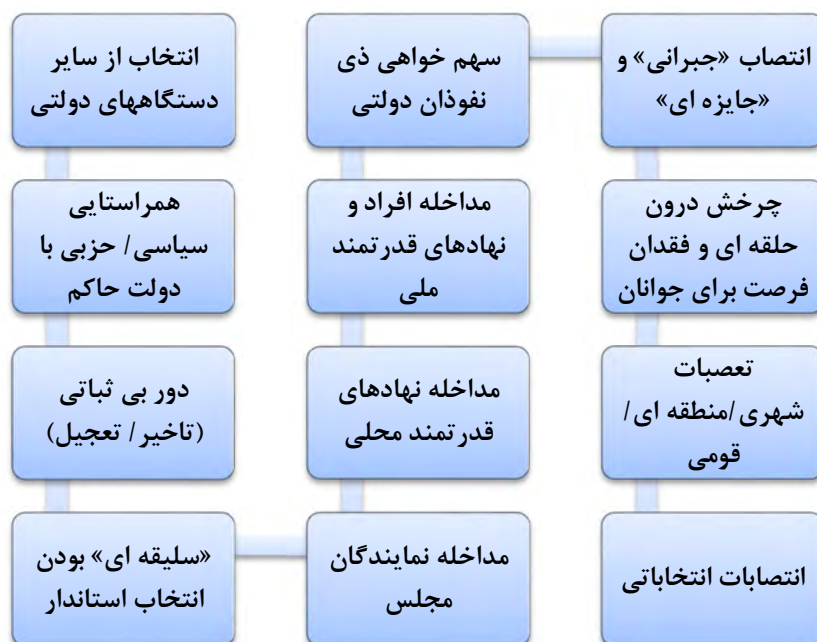 انتصاب «جبرانی» و
«جایزه ای»
سهم خواهی ذی
نفوذان دولتی
انتخاب از سایر
دستگاههای دولتی
چرخش درون
حلقه ای و فقدان
فرصت برای جوانان
مداخله افراد و
نهادهای قدرتمند
ملی
همراستایی
سیاسی/ حزبی با
دولت حاکم
تعصبات
شهری/منطقه ای/
قومی
مداخله نهادهای
قدرتمند محلی
دور بی ثباتی
(تاخیر/ تعجیل)
انتصابات انتخاباتی
مداخله نمایندگان
مجلس
«سلیقه ای» بودن
انتخاب استاندار